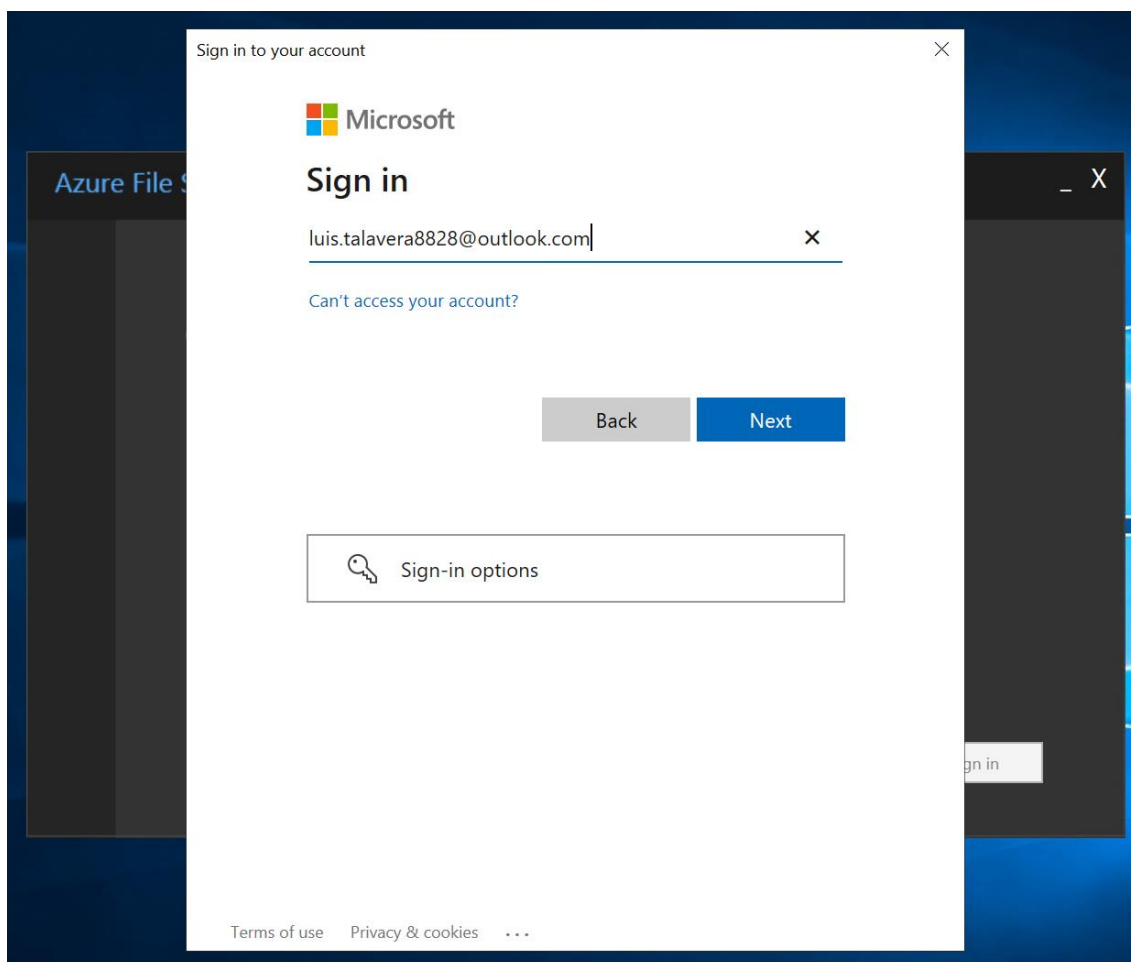 Sign in to your account
Microsoft
Azure File
Sign in
_ X
luis.talavera8828@outlook.com
Can't access your account?
Back Next
Sign-in options
gn in
Terms of use Privacy & cookies ...